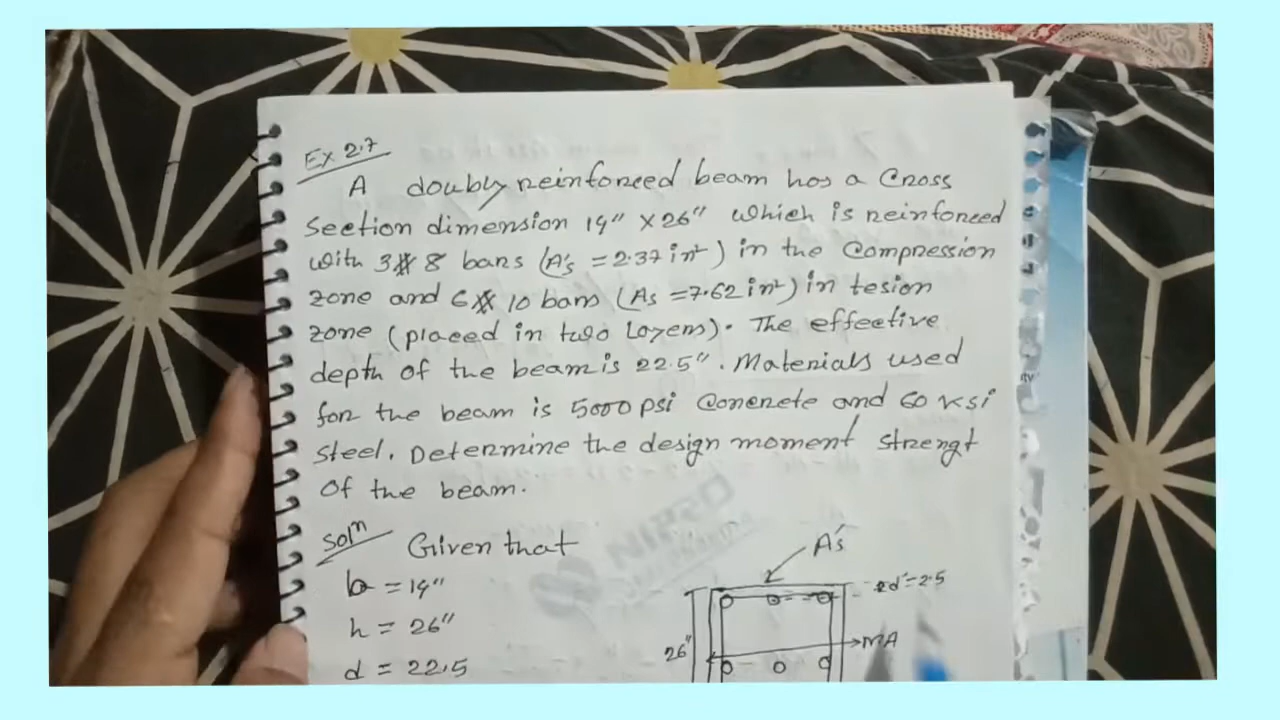 Ex 2.7
A doubly reinforced beam has a Cross
Section dimension 14" x 26" which is reinforced
with 3 # 8 bars (A's = 2.37 in²) in the Compression
zone and 6 # 10 bars (As = 7.62 in²) in tesion
zone (placed in two Layers). The effective
depth of the beam is 22.5". Materials used
for the beam is 5000 psi Concrete and 60 ksi
Steel. Determine the design moment strengt
of the beam.
Soln Given that
b = 14"
h = 26"
d = 22.5
A's
d' = 2.5
26"
NIPRO